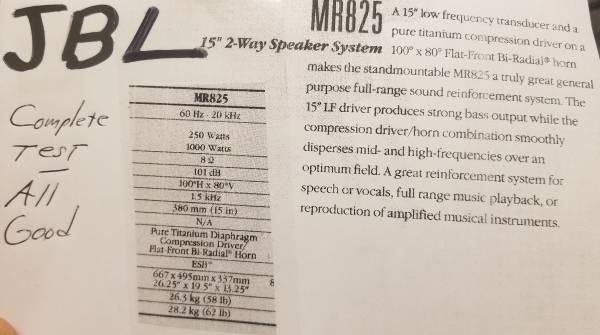 JBL
Complete
Test
All
Good
MR825
15" 2-Way Speaker System
A 15" low frequency transducer and a
pure titanium compression driver on a
100° x 80° Flat-Front Bi-Radial® horn
makes the standmountable MR825 a truly great general
purpose full-range sound reinforcement system. The
15" LF driver produces strong bass output while the
compression driver/horn combination smoothly
disperses mid- and high-frequencies over an
optimum field. A great reinforcement system for
speech or vocals, full range music playback, or
reproduction of amplified musical instruments.
MR825
60 Hz - 20 kHz
250 Watts
1000 Watts
8 Ω
101 dB
100°H x 80°V
1.5 kHz
380 mm (15 in)
N/A
Pure Titanium Diaphragm
Compression Driver/
Flat-Front Bi-Radial® Horn
667 x 495mm x 337mm
26.25" x 19.5" x 13.25"
26.3 kg (58 lb)
28.2 kg (62 lb)